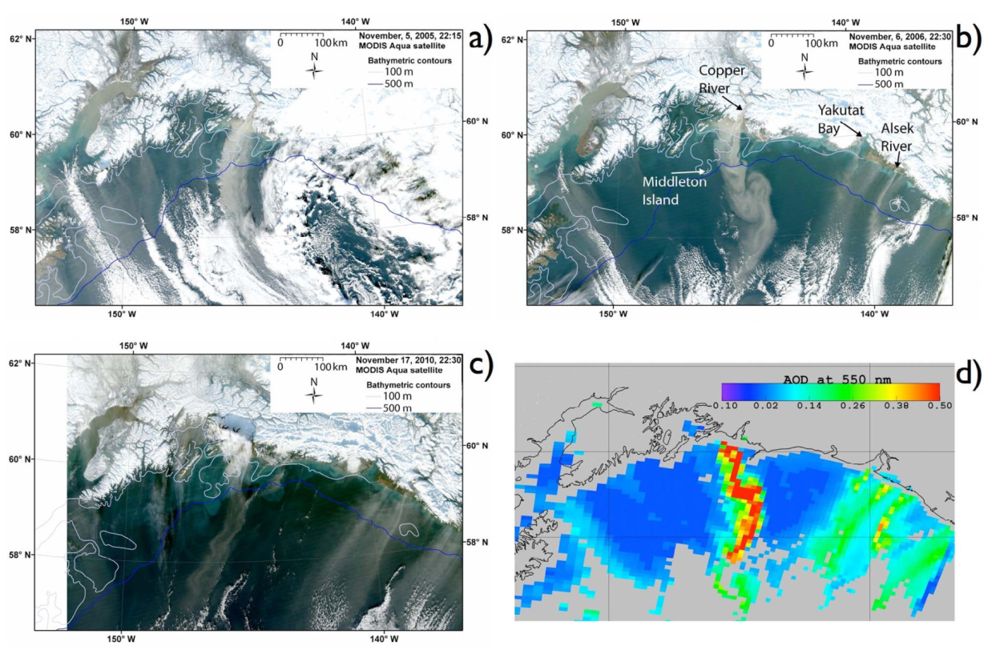 150° W
140° W
62° N
0
100 km
November, 5, 2005, 22:15
MODIS Aqua satellite
a)
N
Bathymetric contours
100 m
500 m
60° N
60° N
58° N
58° N
150° W
140° W
150° W
140° W
62° N
0
100 km
November, 6, 2006, 22:30
MODIS Aqua satellite
b)
N
Bathymetric contours
100 m
500 m
Copper
River
Yakutat
Bay
Alsek
River
Middleton
Island
60° N
60° N
58° N
58° N
150° W
140° W
150° W
140° W
62° N
0
100 km
November 17, 2010, 22:30
MODIS Aqua satellite
c)
N
Bathymetric contours
100 m
500 m
60° N
60° N
58° N
58° N
150° W
140° W
d)
AOD at 550 nm
0.10 0.02 0.14 0.26 0.38 0.50